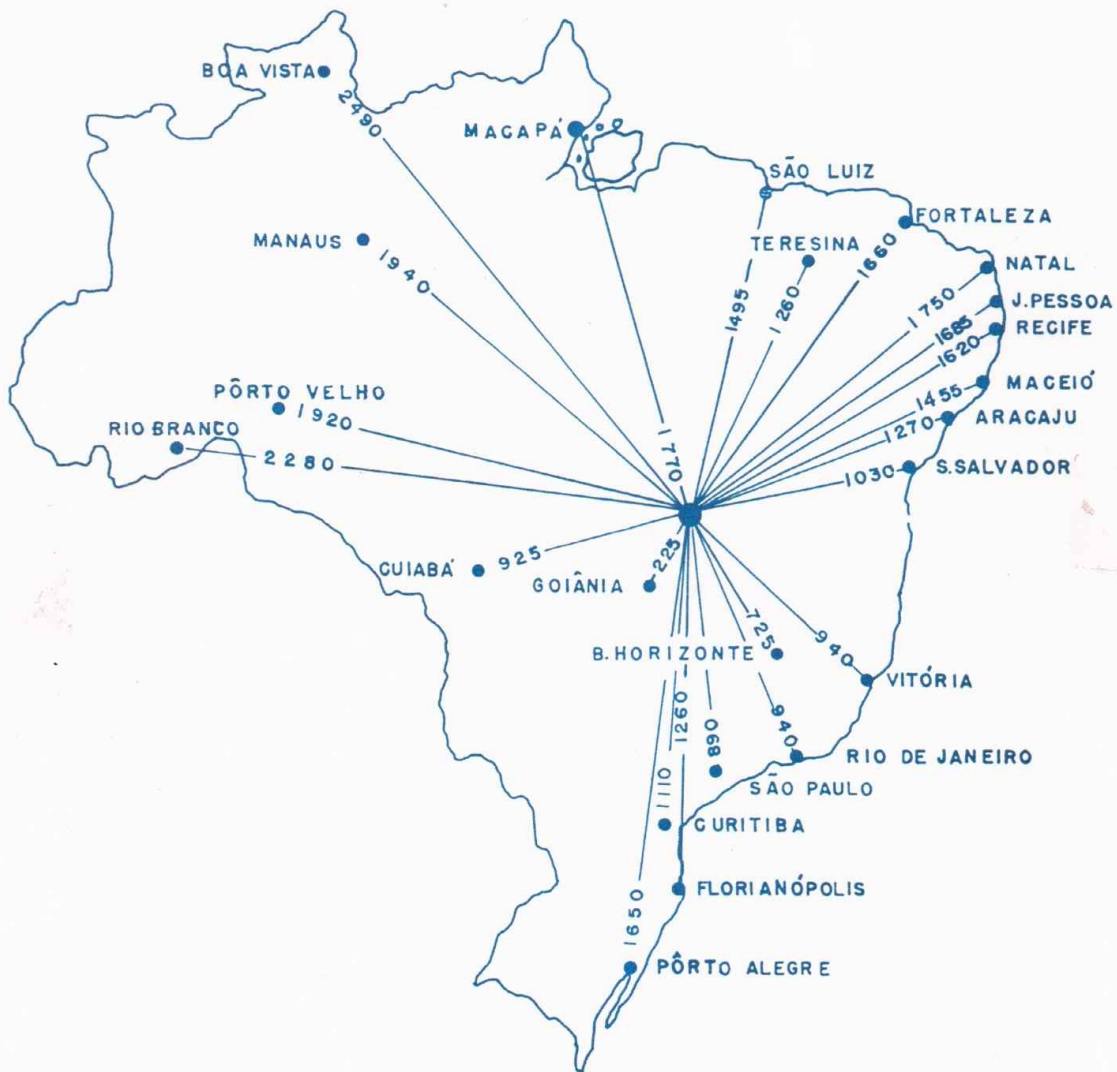 BOA VISTA
2490
MACAPÁ
SÃO LUIZ
FORTALEZA
MANAUS
1940
TERESINA
1660
NATAL
1495
1260
1750
J. PESSOA
1685
RECIFE
1620
PÔRTO VELHO
1920
MACEIÓ
1455
RIO BRANCO
2280
1770
ARACAJU
1270
S. SALVADOR
1030
CUIABÁ
925
GOIÂNIA
225
B. HORIZONTE
725
940
VITÓRIA
1260
890
940
RIO DE JANEIRO
SÃO PAULO
1110
CURITIBA
FLORIANÓPOLIS
1650
PÔRTO ALEGRE